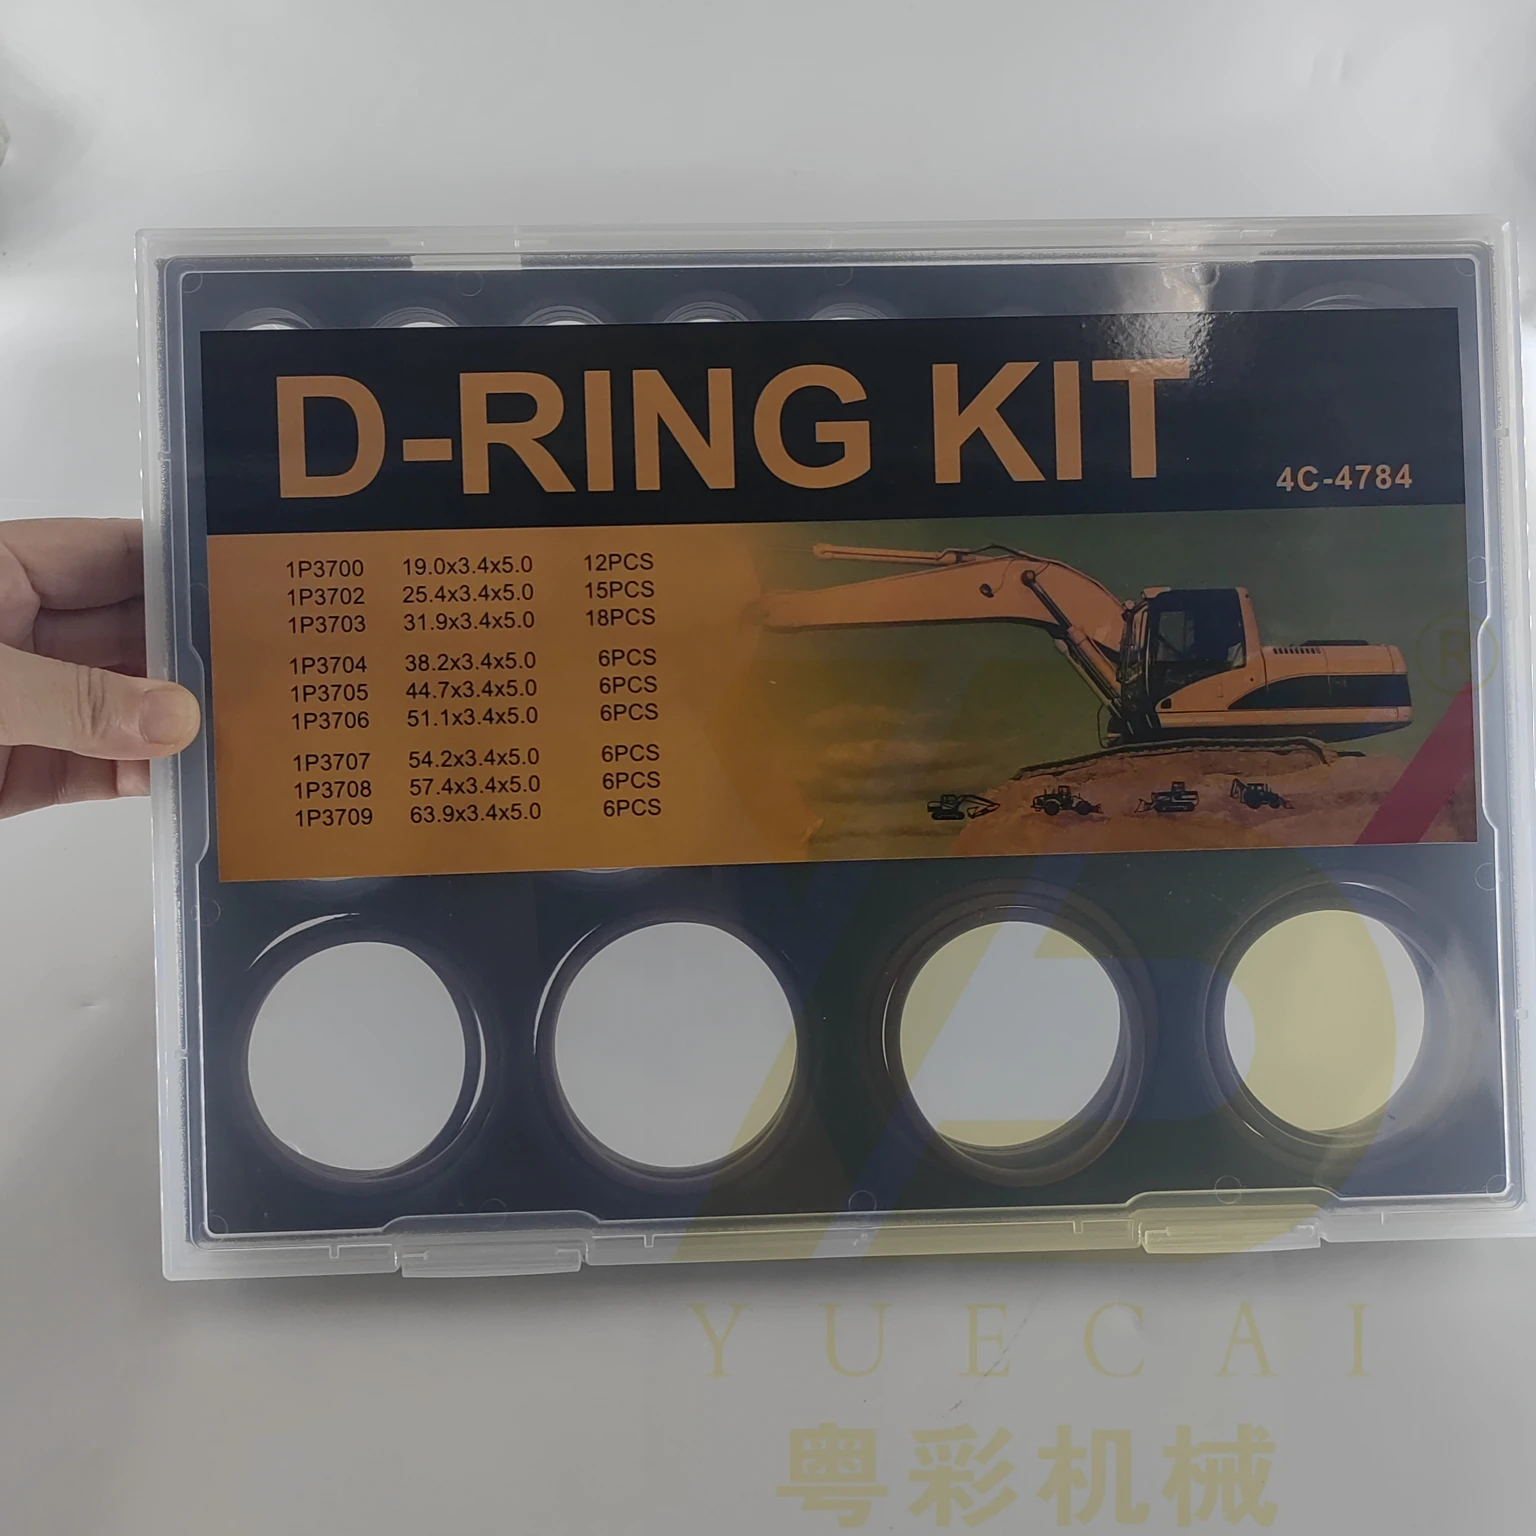 D-RING KIT
4C-4784
1P3700 19.0x3.4x5.0 12PCS
1P3702 25.4x3.4x5.0 15PCS
1P3703 31.9x3.4x5.0 18PCS
1P3704 38.2x3.4x5.0 6PCS
1P3705 44.7x3.4x5.0 6PCS
1P3706 51.1x3.4x5.0 6PCS
1P3707 54.2x3.4x5.0 6PCS
1P3708 57.4x3.4x5.0 6PCS
1P3709 63.9x3.4x5.0 6PCS
®
YUECAI
粤彩机械